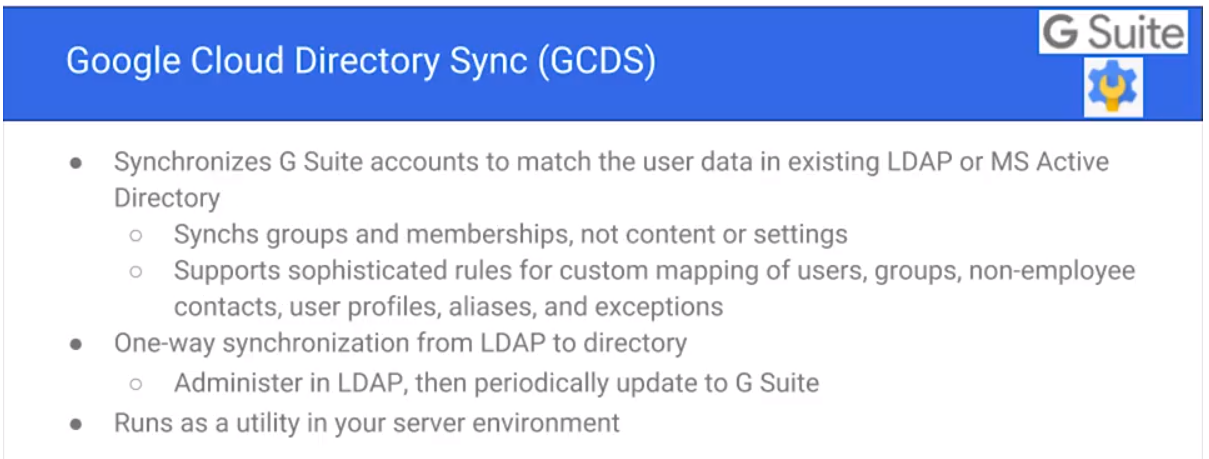 G Suite
Google Cloud Directory Sync (GCDS)
● Synchronizes G Suite accounts to match the user data in existing LDAP or MS Active
Directory
○ Synchs groups and memberships, not content or settings
○ Supports sophisticated rules for custom mapping of users, groups, non-employee
contacts, user profiles, aliases, and exceptions
● One-way synchronization from LDAP to directory
○ Administer in LDAP, then periodically update to G Suite
● Runs as a utility in your server environment